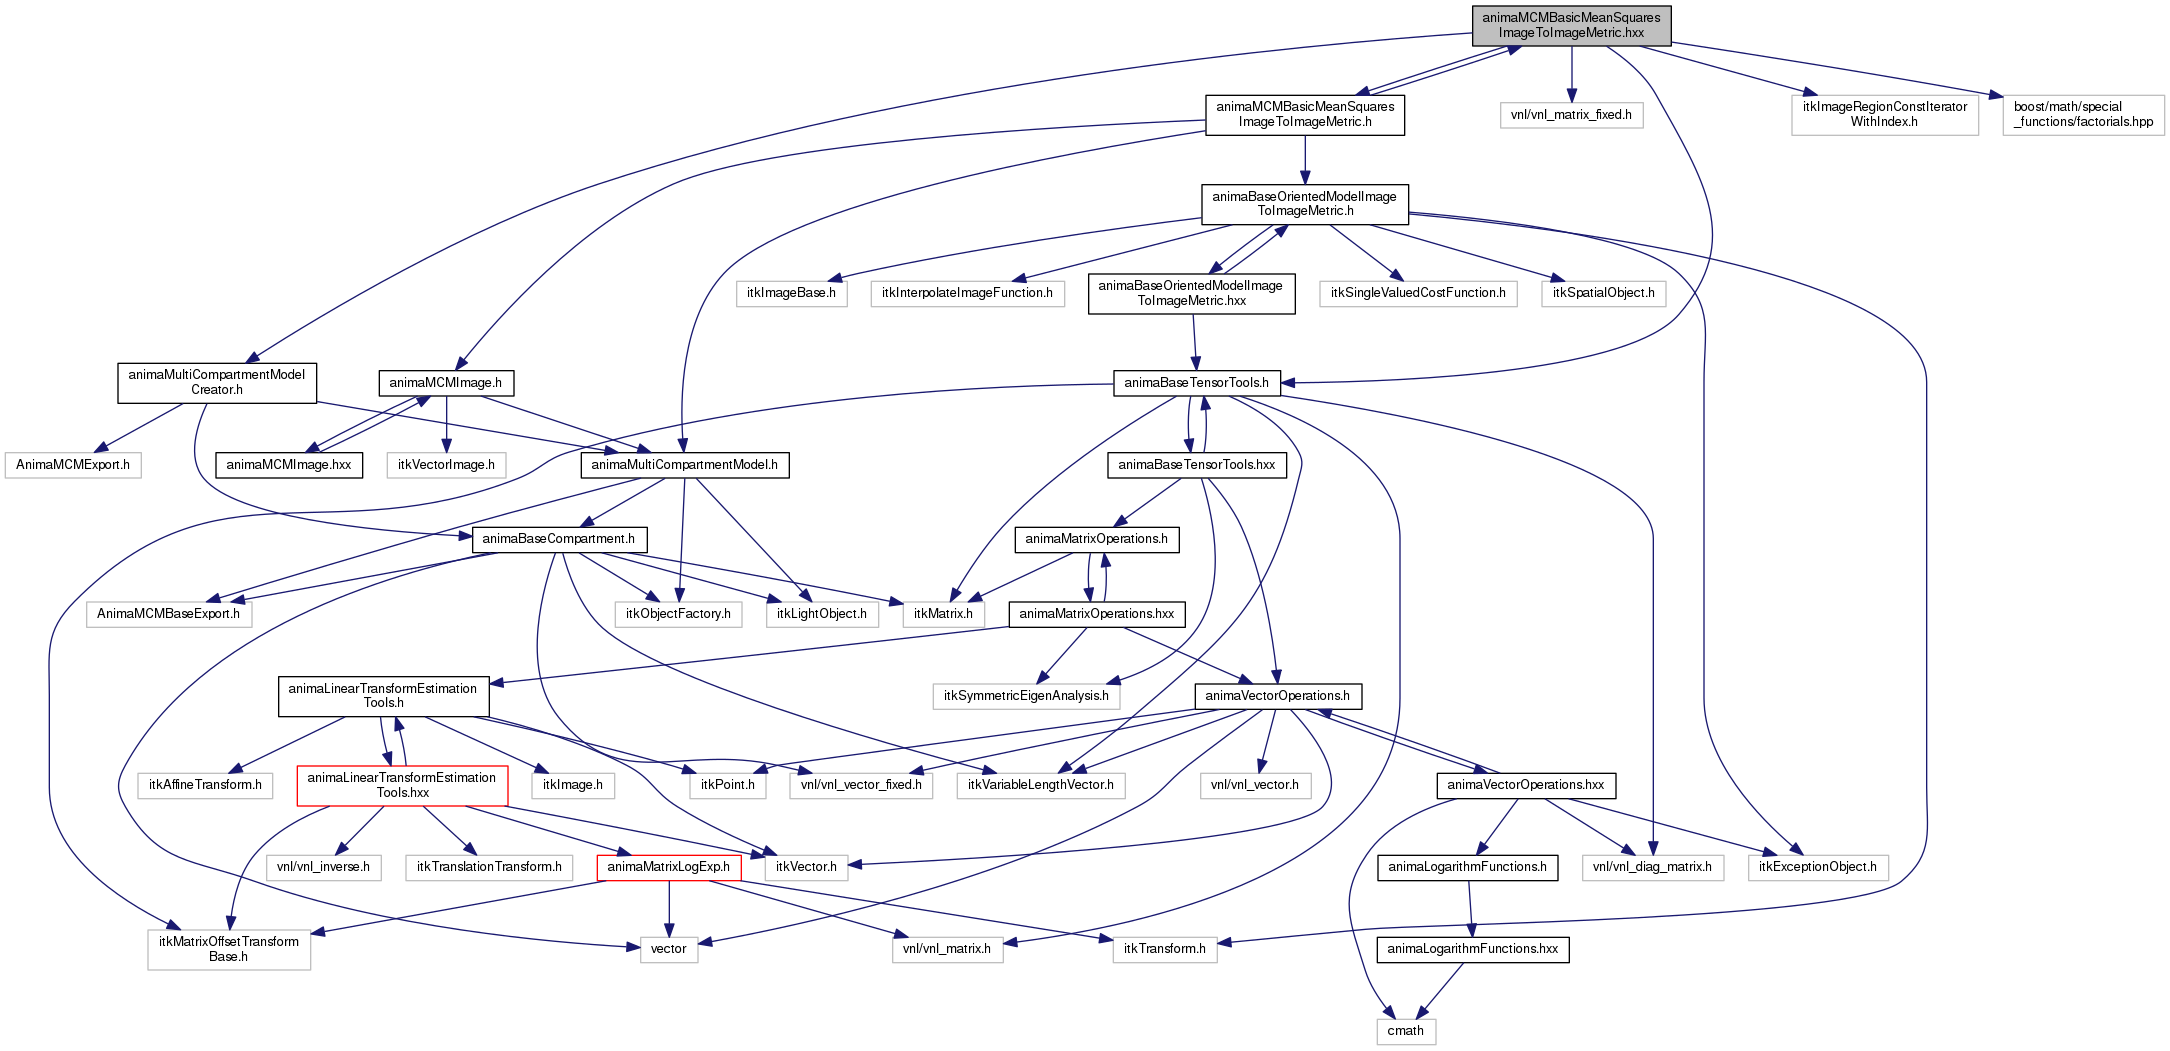 animaMCMBasicMeanSquares
ImageToImageMetric.hxx
animaMCMBasicMeanSquares
ImageToImageMetric.h
vnl/vnl_matrix_fixed.h
itkImageRegionConstIterator
WithIndex.h
boost/math/special
_functions/factorials.hpp
animaBaseOrientedModelImage
ToImageMetric.h
itkImageBase.h
itkInterpolateImageFunction.h
animaBaseOrientedModelImage
ToImageMetric.hxx
itkSingleValuedCostFunction.h
itkSpatialObject.h
animaMultiCompartmentModel
Creator.h
animaMCMImage.h
animaBaseTensorTools.h
AnimaMCMExport.h
animaMCMImage.hxx
itkVectorImage.h
animaMultiCompartmentModel.h
animaBaseTensorTools.hxx
animaBaseCompartment.h
animaMatrixOperations.h
AnimaMCMBaseExport.h
itkObjectFactory.h
itkLightObject.h
itkMatrix.h
animaMatrixOperations.hxx
animaLinearTransformEstimation
Tools.h
itkSymmetricEigenAnalysis.h
animaVectorOperations.h
itkAffineTransform.h
animaLinearTransformEstimation
Tools.hxx
itkImage.h
itkPoint.h
vnl/vnl_vector_fixed.h
itkVariableLengthVector.h
vnl/vnl_vector.h
animaVectorOperations.hxx
vnl/vnl_inverse.h
itkTranslationTransform.h
animaMatrixLogExp.h
itkVector.h
animaLogarithmFunctions.h
vnl/vnl_diag_matrix.h
itkExceptionObject.h
itkMatrixOffsetTransform
Base.h
vector
vnl/vnl_matrix.h
itkTransform.h
animaLogarithmFunctions.hxx
cmath